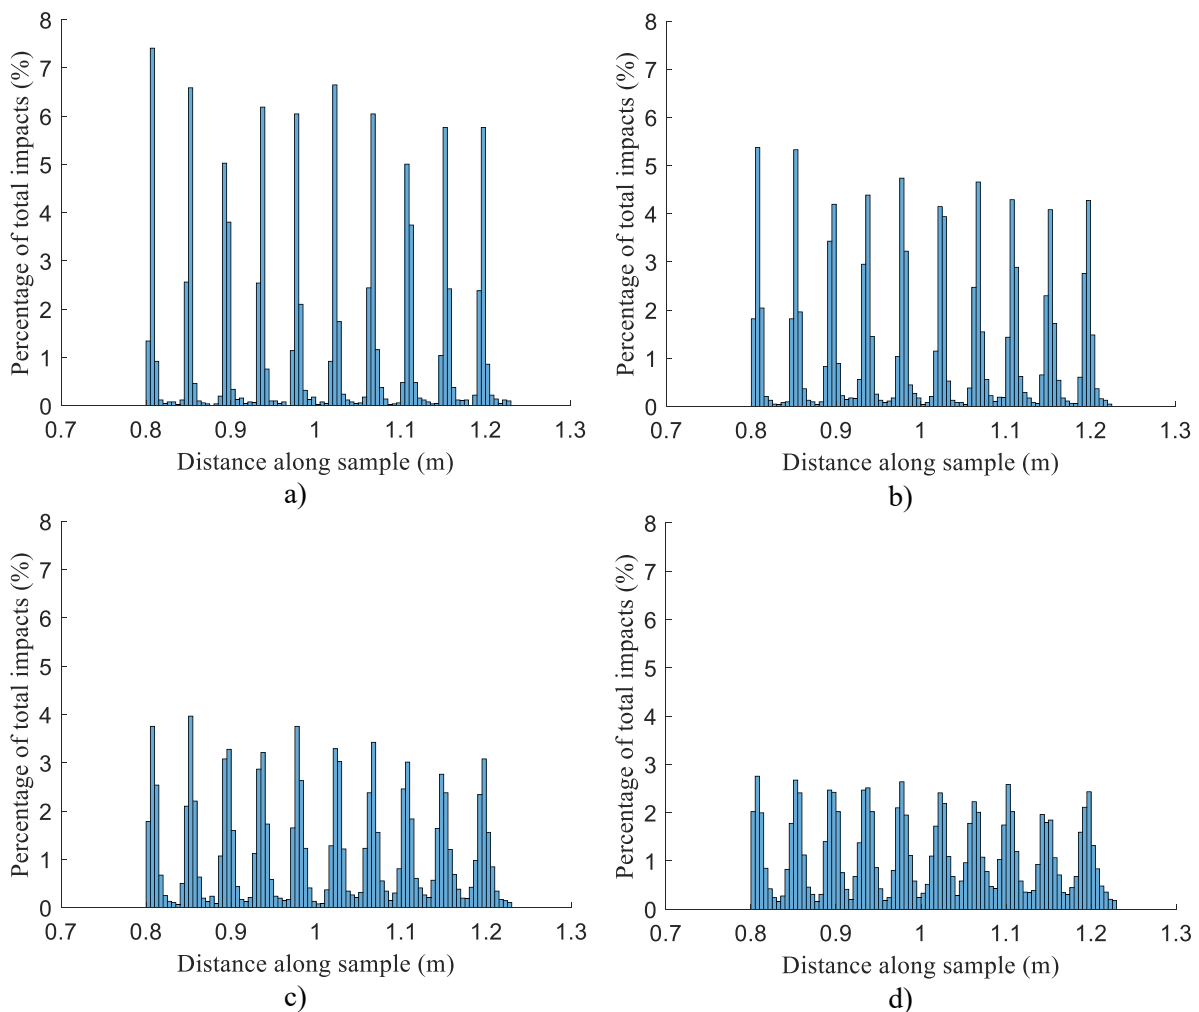 8
7
6
5
4
3
2
1
0
Percentage of total impacts (%)
0.7 0.8 0.9 1 1.1 1.2 1.3
Distance along sample (m)
a)
8
7
6
5
4
3
2
1
0
Percentage of total impacts (%)
0.7 0.8 0.9 1 1.1 1.2 1.3
Distance along sample (m)
b)
8
7
6
5
4
3
2
1
0
Percentage of total impacts (%)
0.7 0.8 0.9 1 1.1 1.2 1.3
Distance along sample (m)
c)
8
7
6
5
4
3
2
1
0
Percentage of total impacts (%)
0.7 0.8 0.9 1 1.1 1.2 1.3
Distance along sample (m)
d)